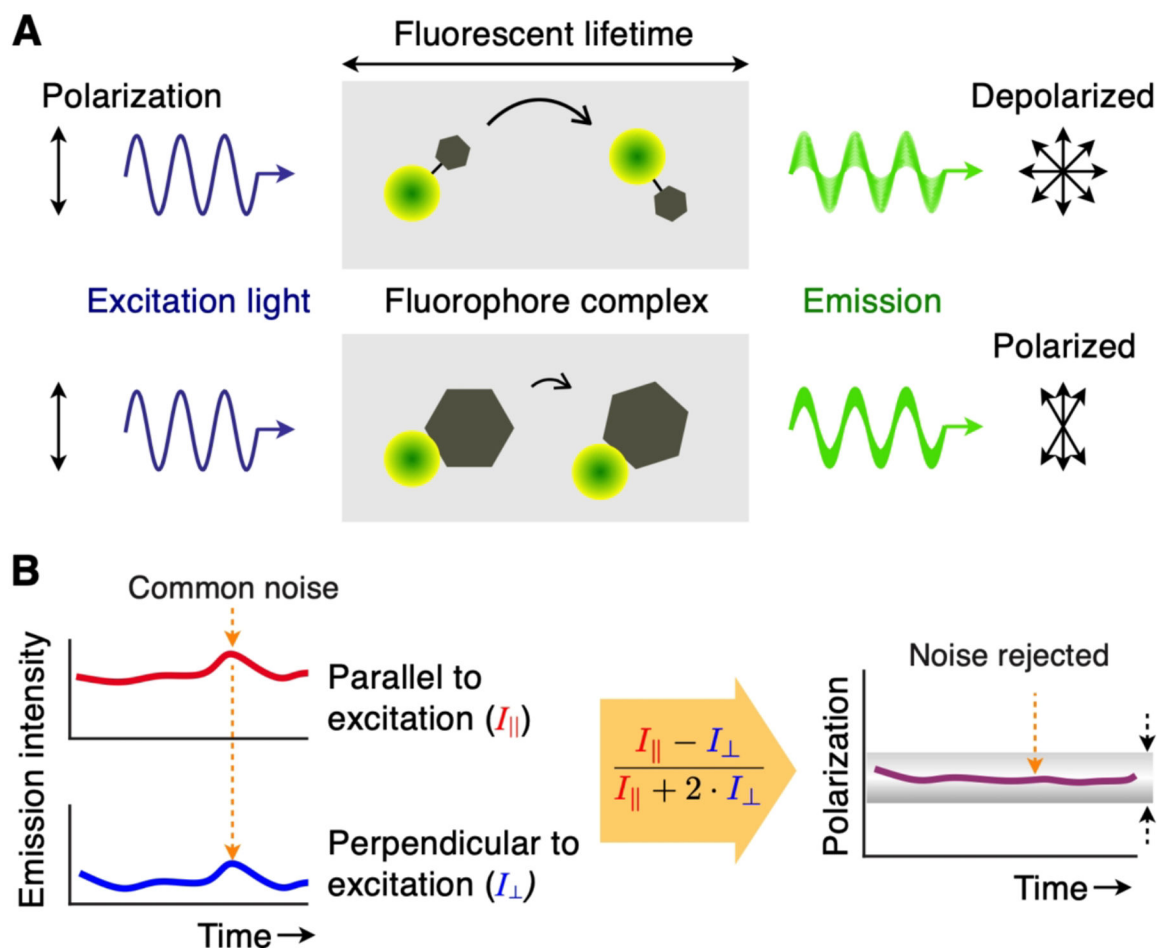 A
Fluorescent lifetime
Polarization
Depolarized
Excitation light
Fluorophore complex
Emission
Polarized
B
Common noise
Emission intensity
Parallel to
excitation (I||)
Perpendicular to
excitation (I⊥)
Time
I|| − I⊥
I|| + 2 · I⊥
Noise rejected
Polarization
Time